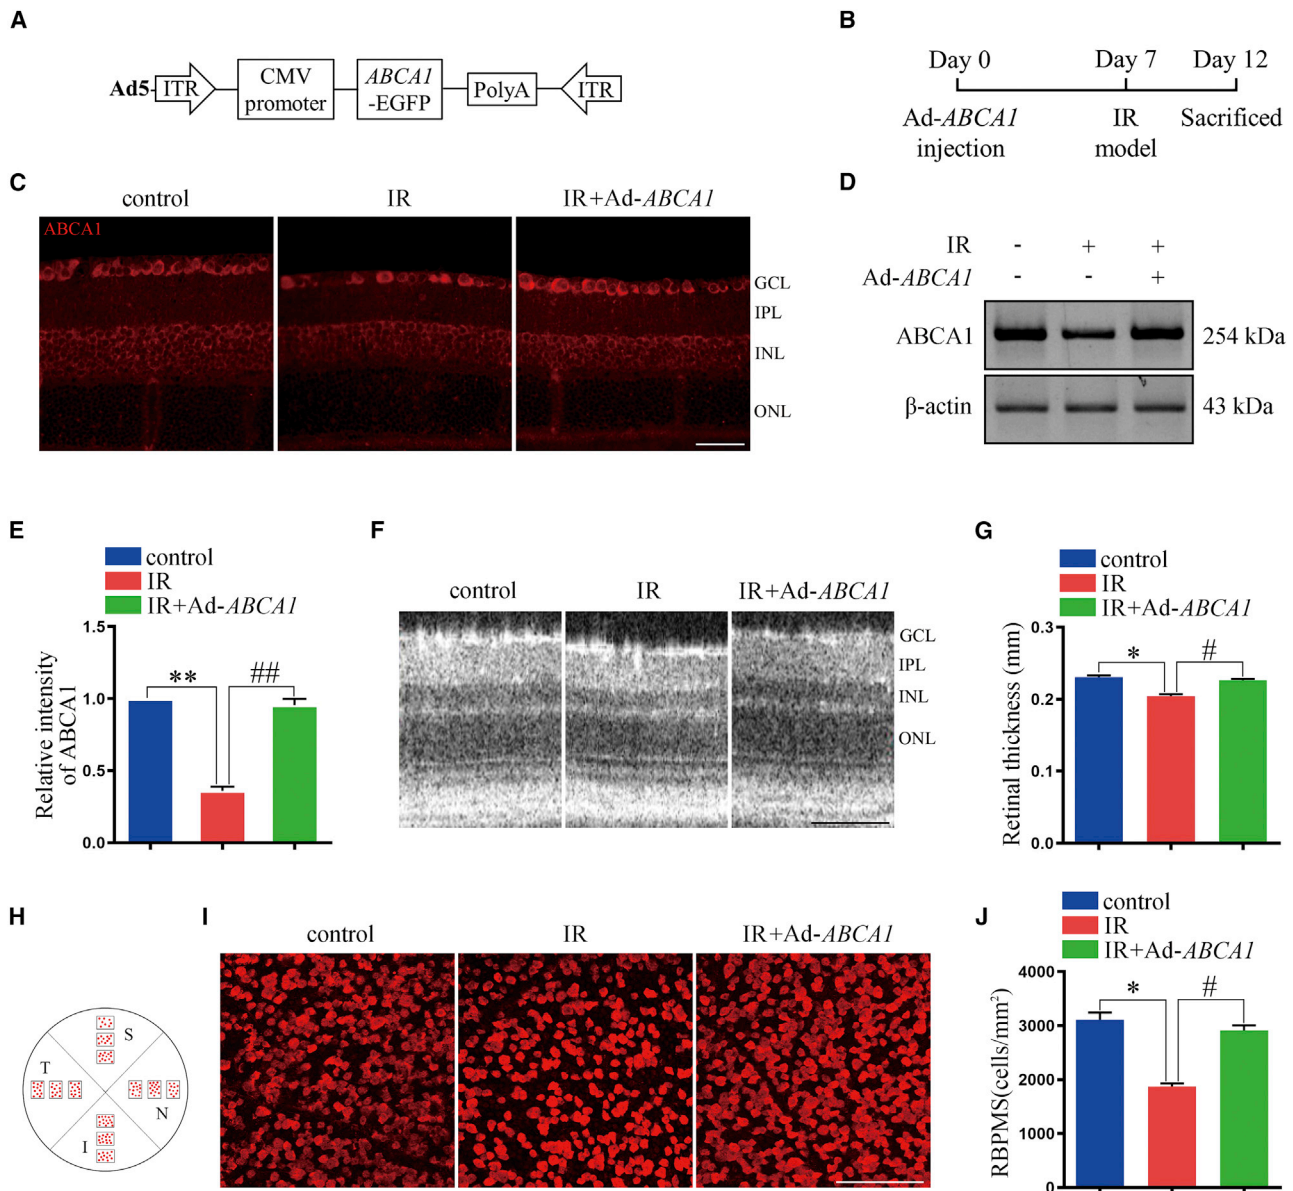 A
Ad5
ITR
CMV
promoter
ABCA1
-EGFP
PolyA
ITR
B
Day 0
Day 7
Day 12
Ad-ABCA1
injection
IR
model
Sacrificed
C
control
IR
IR+Ad-ABCA1
ABCA1
GCL
IPL
INL
ONL
D
IR - + +
Ad-ABCA1 - - +
ABCA1 254 kDa
β-actin 43 kDa
E
control
IR
IR+Ad-ABCA1
Relative intensity
of ABCA1
1.5
1.0
0.5
0.0
** ##
F
control
IR
IR+Ad-ABCA1
GCL
IPL
INL
ONL
G
control
IR
IR+Ad-ABCA1
Retinal thickness (mm)
0.3
0.2
0.1
0.0
* #
H
S
T
N
I
I
control
IR
IR+Ad-ABCA1
J
control
IR
IR+Ad-ABCA1
RBPMS(cells/mm²)
4000
3000
2000
1000
0
* #